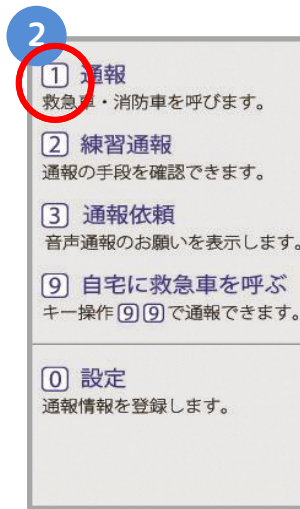 2
1 通報
救急車・消防車を呼びます。
2 練習通報
通報の手段を確認できます。
3 通報依頼
音声通報のお願いを表示します。
9 自宅に救急車を呼ぶ
キー操作99で通報できます。
0 設定
通報情報を登録します。